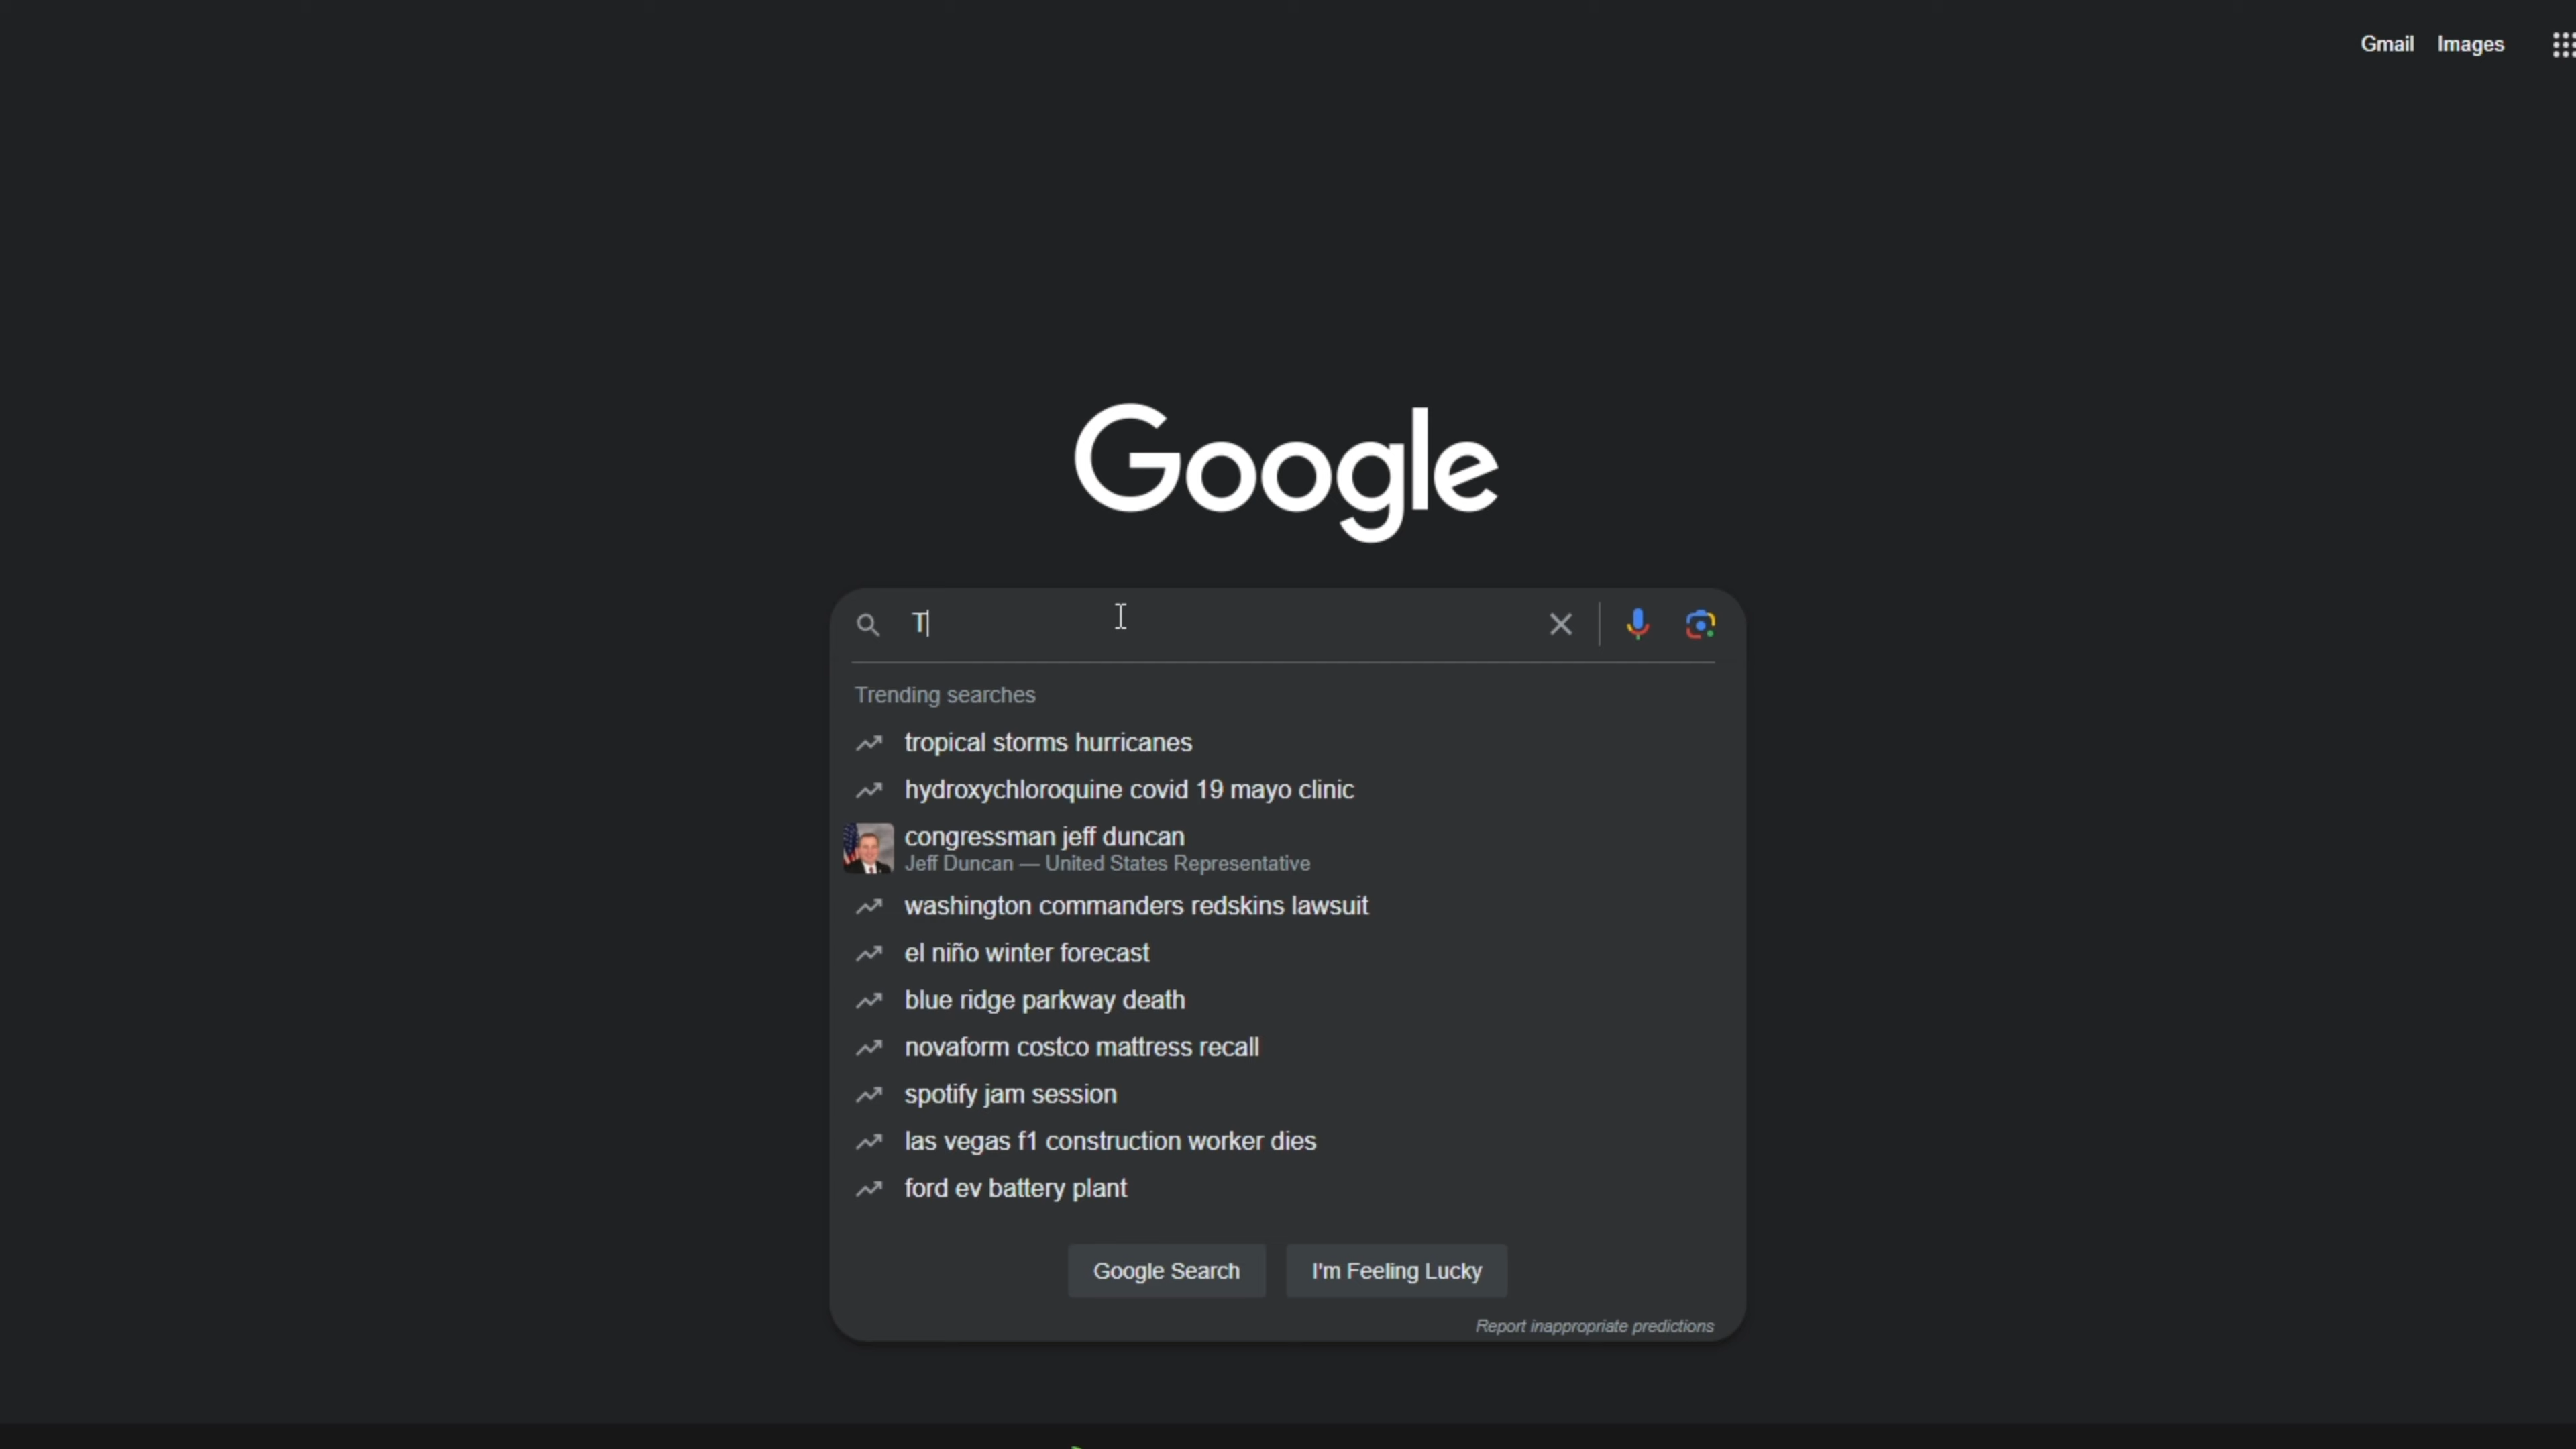 Gmail Images
Google
T
Trending searches
tropical storms hurricanes
hydroxychloroquine covid 19 mayo clinic
congressman jeff duncan
Jeff Duncan — United States Representative
washington commanders redskins lawsuit
el niño winter forecast
blue ridge parkway death
novaform costco mattress recall
spotify jam session
las vegas f1 construction worker dies
ford ev battery plant
Google Search I'm Feeling Lucky
Report inappropriate predictions